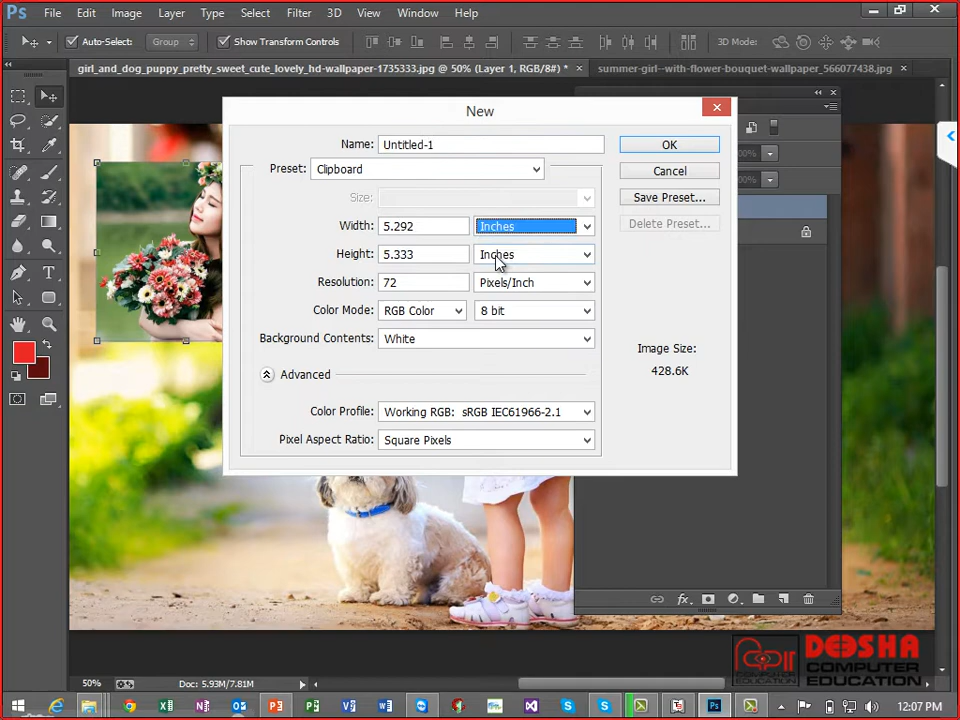 Ps File Edit Image Layer Type Select Filter 3D View Window Help
Auto-Select: Group Show Transform Controls 3D Mode:
girl_and_dog_puppy_pretty_sweet_cute_lovely_hd-wallpaper-1735333.jpg @ 50% (Layer 1, RGB/8#) * × summer-girl--with-flower-bouquet-wallpaper_566077438.jpg ×
New
Name: Untitled-1 OK
Preset: Clipboard Cancel
Size: Save Preset...
Width: 5.292 Inches Delete Preset...
Height: 5.333 Inches
Resolution: 72 Pixels/Inch
Color Mode: RGB Color 8 bit
Background Contents: White
Image Size:
428.6K
Advanced
Color Profile: Working RGB: sRGB IEC61966-2.1
Pixel Aspect Ratio: Square Pixels
fx
DEOSHA
COMPUTER
EDUCATION
50% Doc: 5.93M/7.81M
12:07 PM